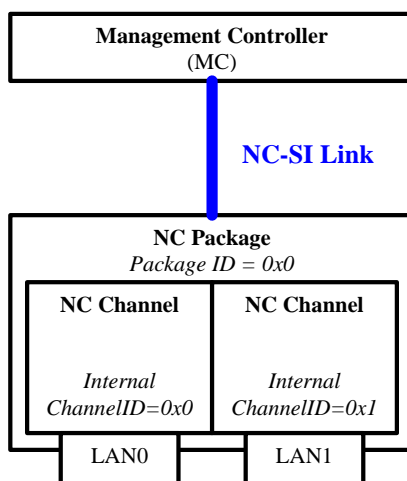 Management Controller
(MC)
NC-SI Link
NC Package
Package ID = 0x0
NC Channel
Internal
ChannelID=0x0
NC Channel
Internal
ChannelID=0x1
LAN0
LAN1